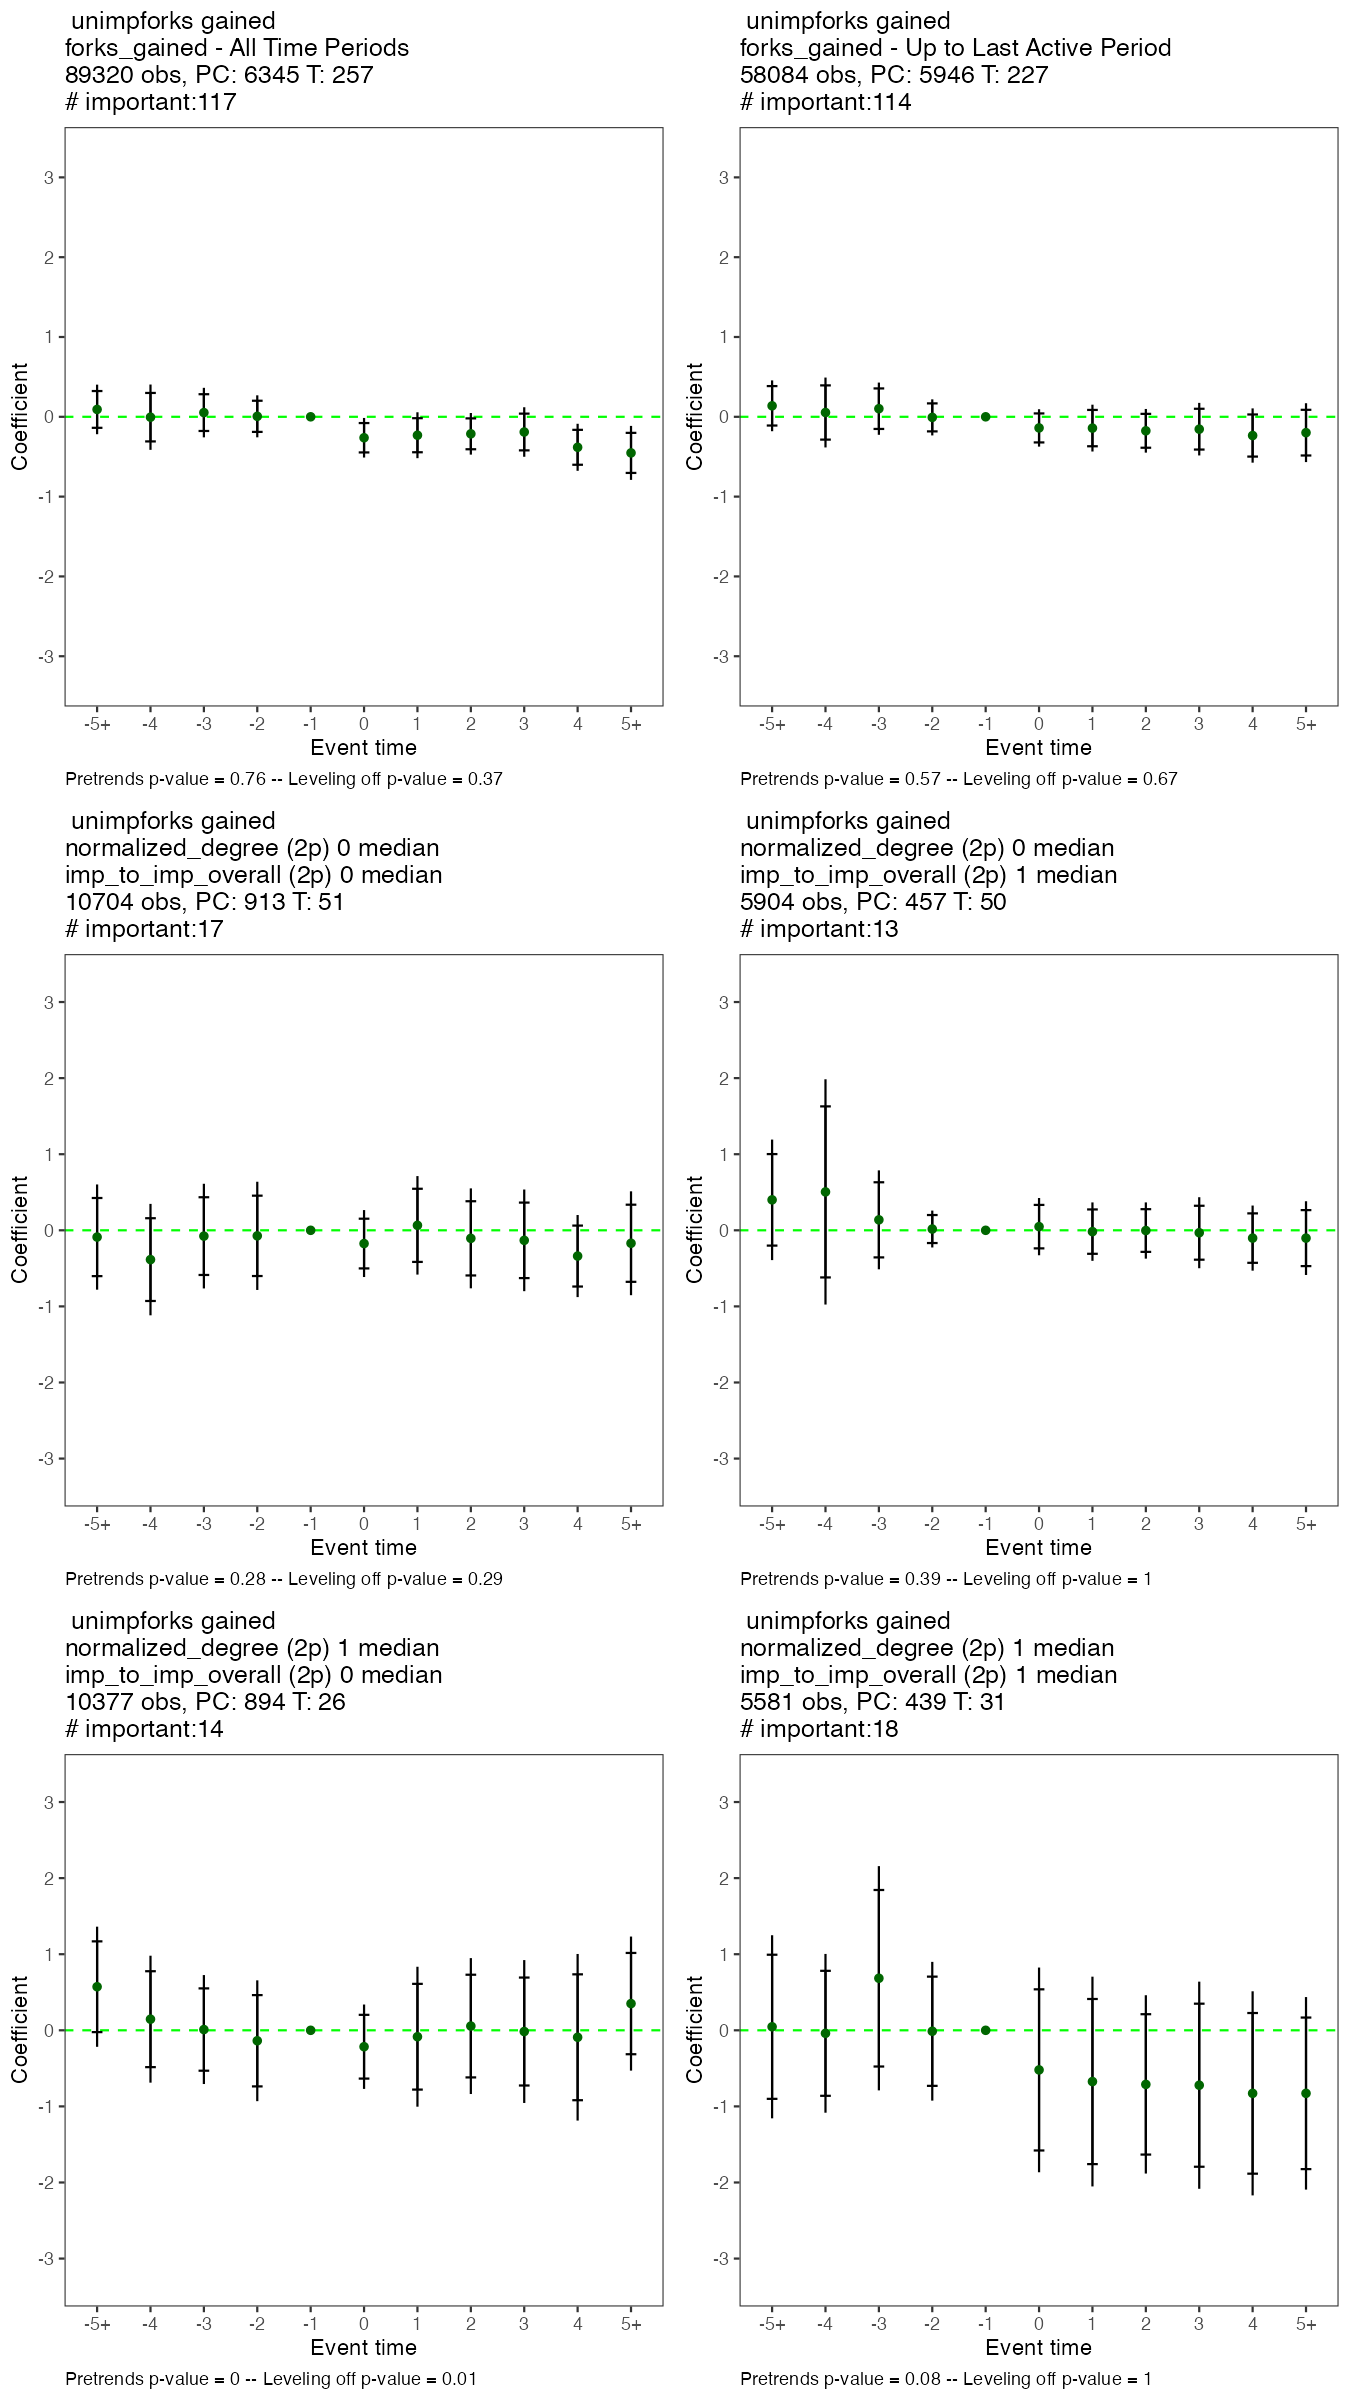 unimpforks gained
forks_gained - All Time Periods
89320 obs, PC: 6345 T: 257
# important:117
3
2
1
0
-1
-2
-3
Coefficient
-5+ -4 -3 -2 -1 0 1 2 3 4 5+
Event time
Pretrends p-value = 0.76 -- Leveling off p-value = 0.37
unimpforks gained
forks_gained - Up to Last Active Period
58084 obs, PC: 5946 T: 227
# important:114
3
2
1
0
-1
-2
-3
Coefficient
-5+ -4 -3 -2 -1 0 1 2 3 4 5+
Event time
Pretrends p-value = 0.57 -- Leveling off p-value = 0.67
unimpforks gained
normalized_degree (2p) 0 median
imp_to_imp_overall (2p) 0 median
10704 obs, PC: 913 T: 51
# important:17
3
2
1
0
-1
-2
-3
Coefficient
-5+ -4 -3 -2 -1 0 1 2 3 4 5+
Event time
Pretrends p-value = 0.28 -- Leveling off p-value = 0.29
unimpforks gained
normalized_degree (2p) 0 median
imp_to_imp_overall (2p) 1 median
5904 obs, PC: 457 T: 50
# important:13
3
2
1
0
-1
-2
-3
Coefficient
-5+ -4 -3 -2 -1 0 1 2 3 4 5+
Event time
Pretrends p-value = 0.39 -- Leveling off p-value = 1
unimpforks gained
normalized_degree (2p) 1 median
imp_to_imp_overall (2p) 0 median
10377 obs, PC: 894 T: 26
# important:14
3
2
1
0
-1
-2
-3
Coefficient
-5+ -4 -3 -2 -1 0 1 2 3 4 5+
Event time
Pretrends p-value = 0 -- Leveling off p-value = 0.01
unimpforks gained
normalized_degree (2p) 1 median
imp_to_imp_overall (2p) 1 median
5581 obs, PC: 439 T: 31
# important:18
3
2
1
0
-1
-2
-3
Coefficient
-5+ -4 -3 -2 -1 0 1 2 3 4 5+
Event time
Pretrends p-value = 0.08 -- Leveling off p-value = 1